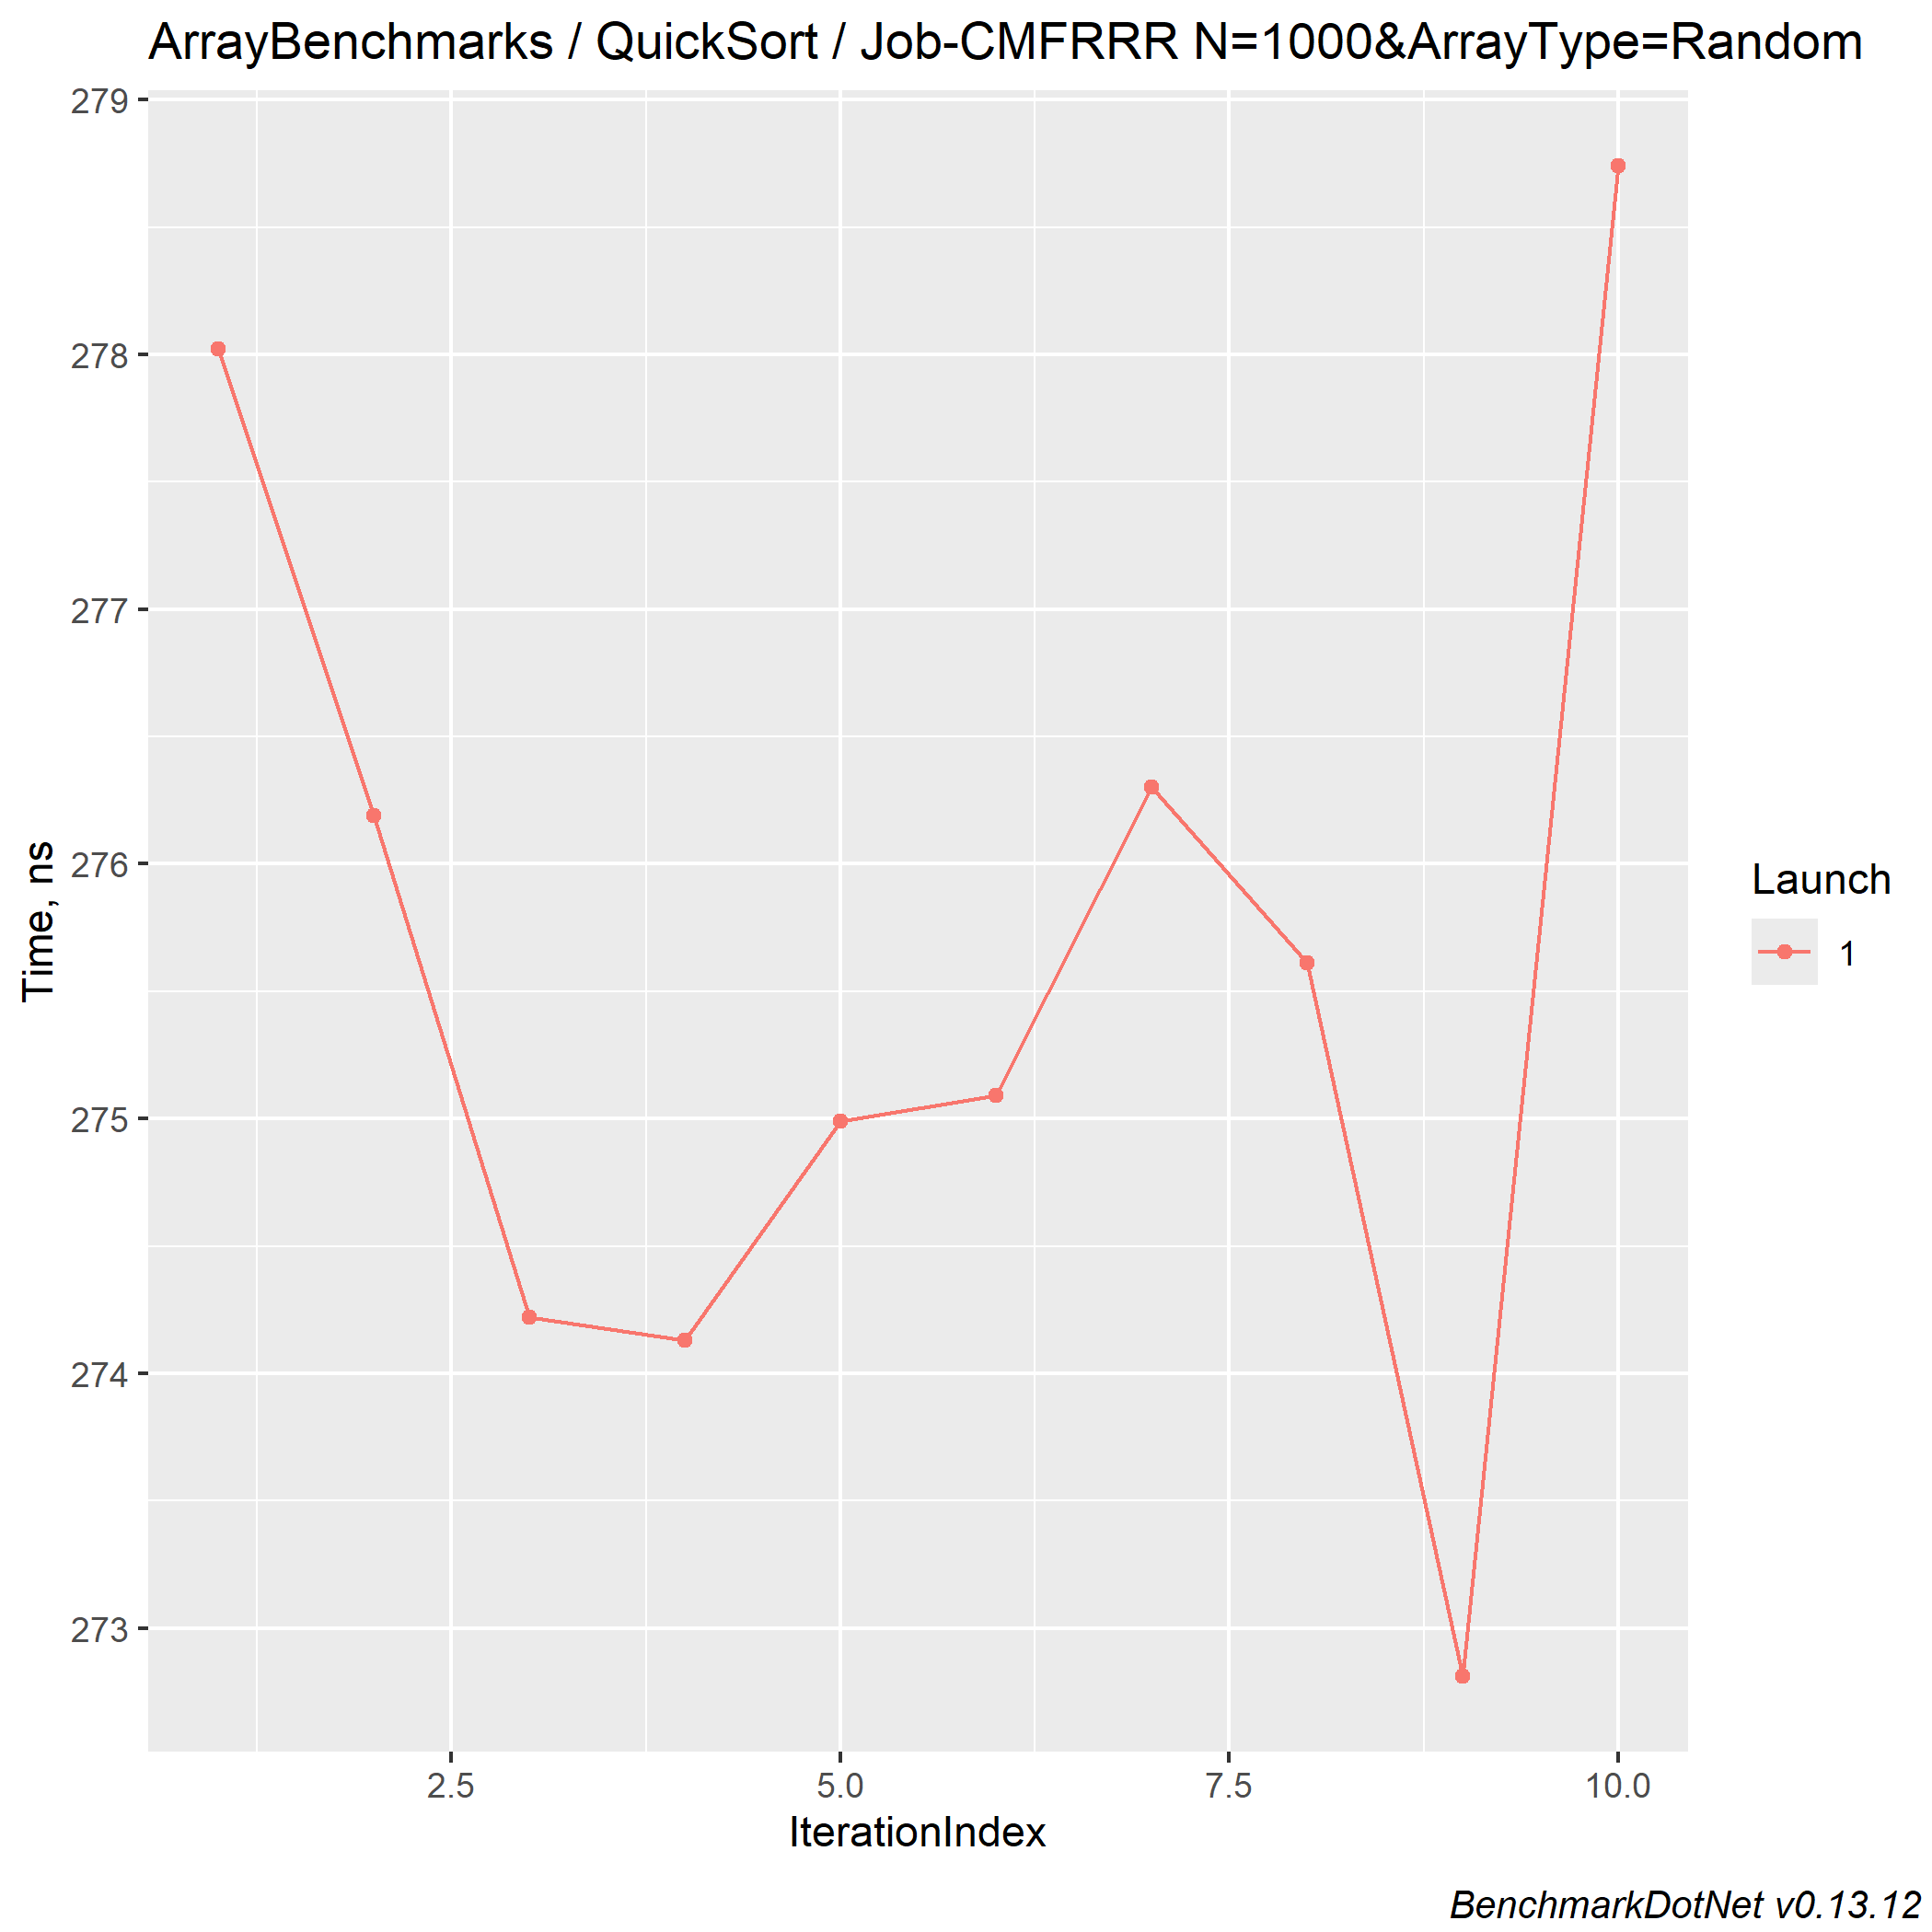 ArrayBenchmarks / QuickSort / Job-CMFRRR N=1000&ArrayType=Random
279
278
277
276
275
274
273
Time, ns
2.5 5.0 7.5 10.0
IterationIndex
Launch
1
BenchmarkDotNet v0.13.12